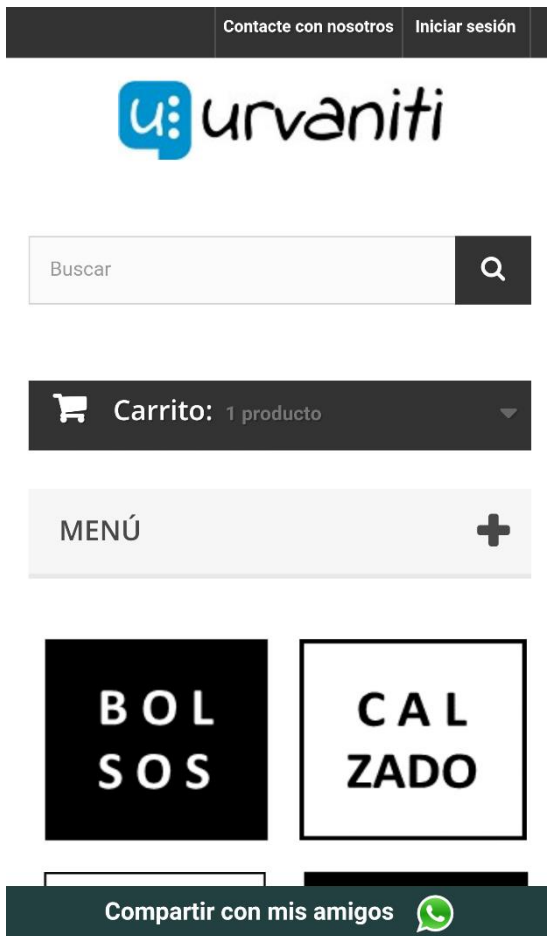 Contacte con nosotros Iniciar sesión
u: urvaniti
Buscar
Carrito: 1 producto
MENÚ
BOL
SOS
CAL
ZADO
Compartir con mis amigos